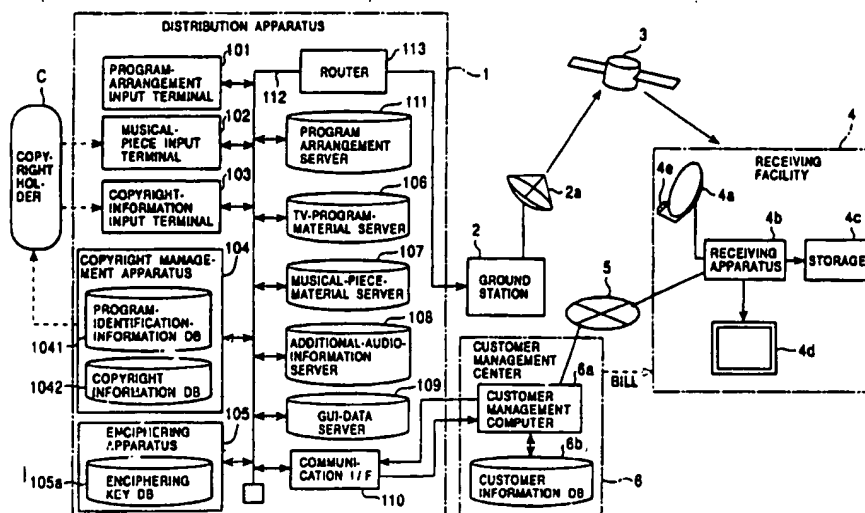 DISTRIBUTION APPARATUS
1
C
COPY-
RIGHT
HOL-
DER
101
PROGRAM-
ARRANGEMENT
INPUT TERMINAL
102
MUSICAL-
PIECE INPUT
TERMINAL
103
COPYRIGHT-
INFORMATION
INPUT TERMINAL
104
COPYRIGHT MANAGE-
MENT APPARATUS
PROGRAM-
IDENTIFICATION-
INFORMATION DB
1041
COPYRIGHT
INFORMATION DB
1042
105
ENCIPHERING
APPARATUS
ENCIPHERING
KEY DB
105a
113
ROUTER
112
111
PROGRAM
ARRANGEMENT
SERVER
106
TV-PROGRAM-
MATERIAL SERVER
107
MUSICAL-PIECE-
MATERIAL SERVER
108
ADDITIONAL-AUDIO-
INFORMATION
SERVER
109
GUI-DATA
SERVER
COMMUNICATION
I/F
110
2
GROUND
STATION
2a
3
4
RECEIVING
FACILITY
4e
4a
4b
RECEIVING
APPARATUS
4c
STORAGE
4d
5
CUSTOMER
MANAGEMENT
CENTER
BILL
6a
CUSTOMER
MANAGEMENT
COMPUTER
6b
CUSTOMER
INFORMATION DB
6